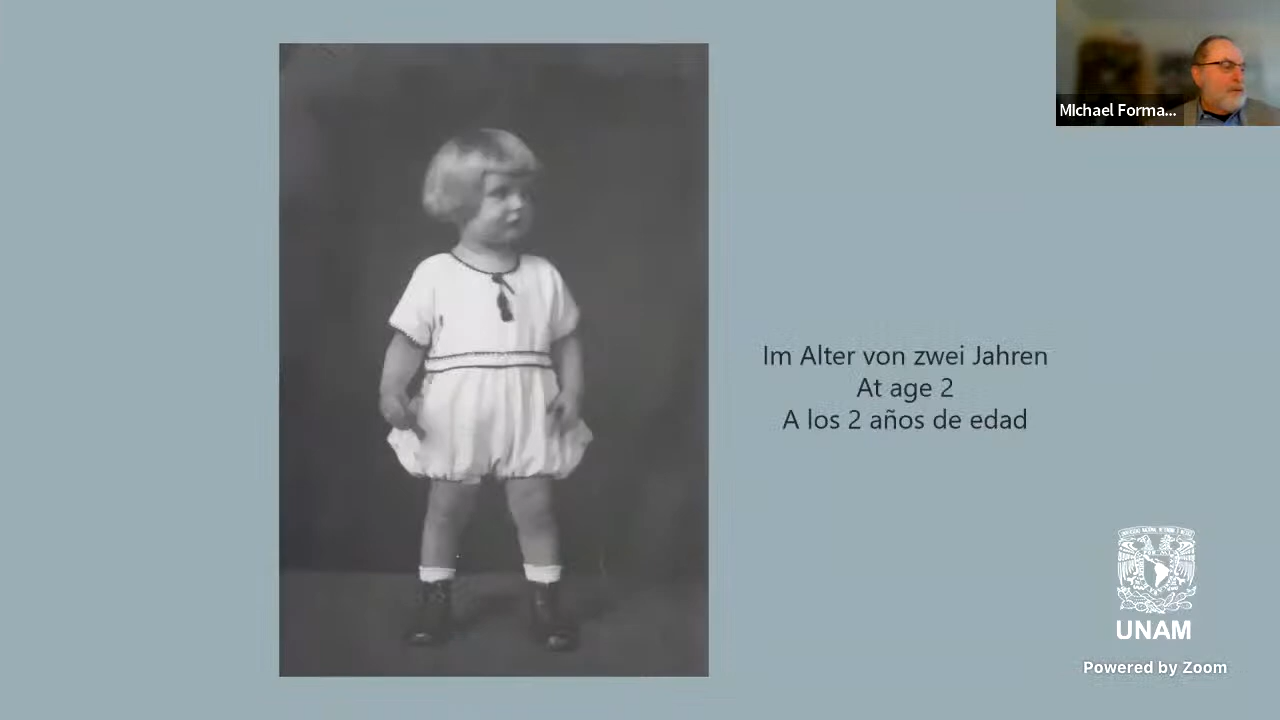 MIchael Forma...
Im Alter von zwei Jahren
At age 2
A los 2 años de edad
UNAM
Powered by Zoom